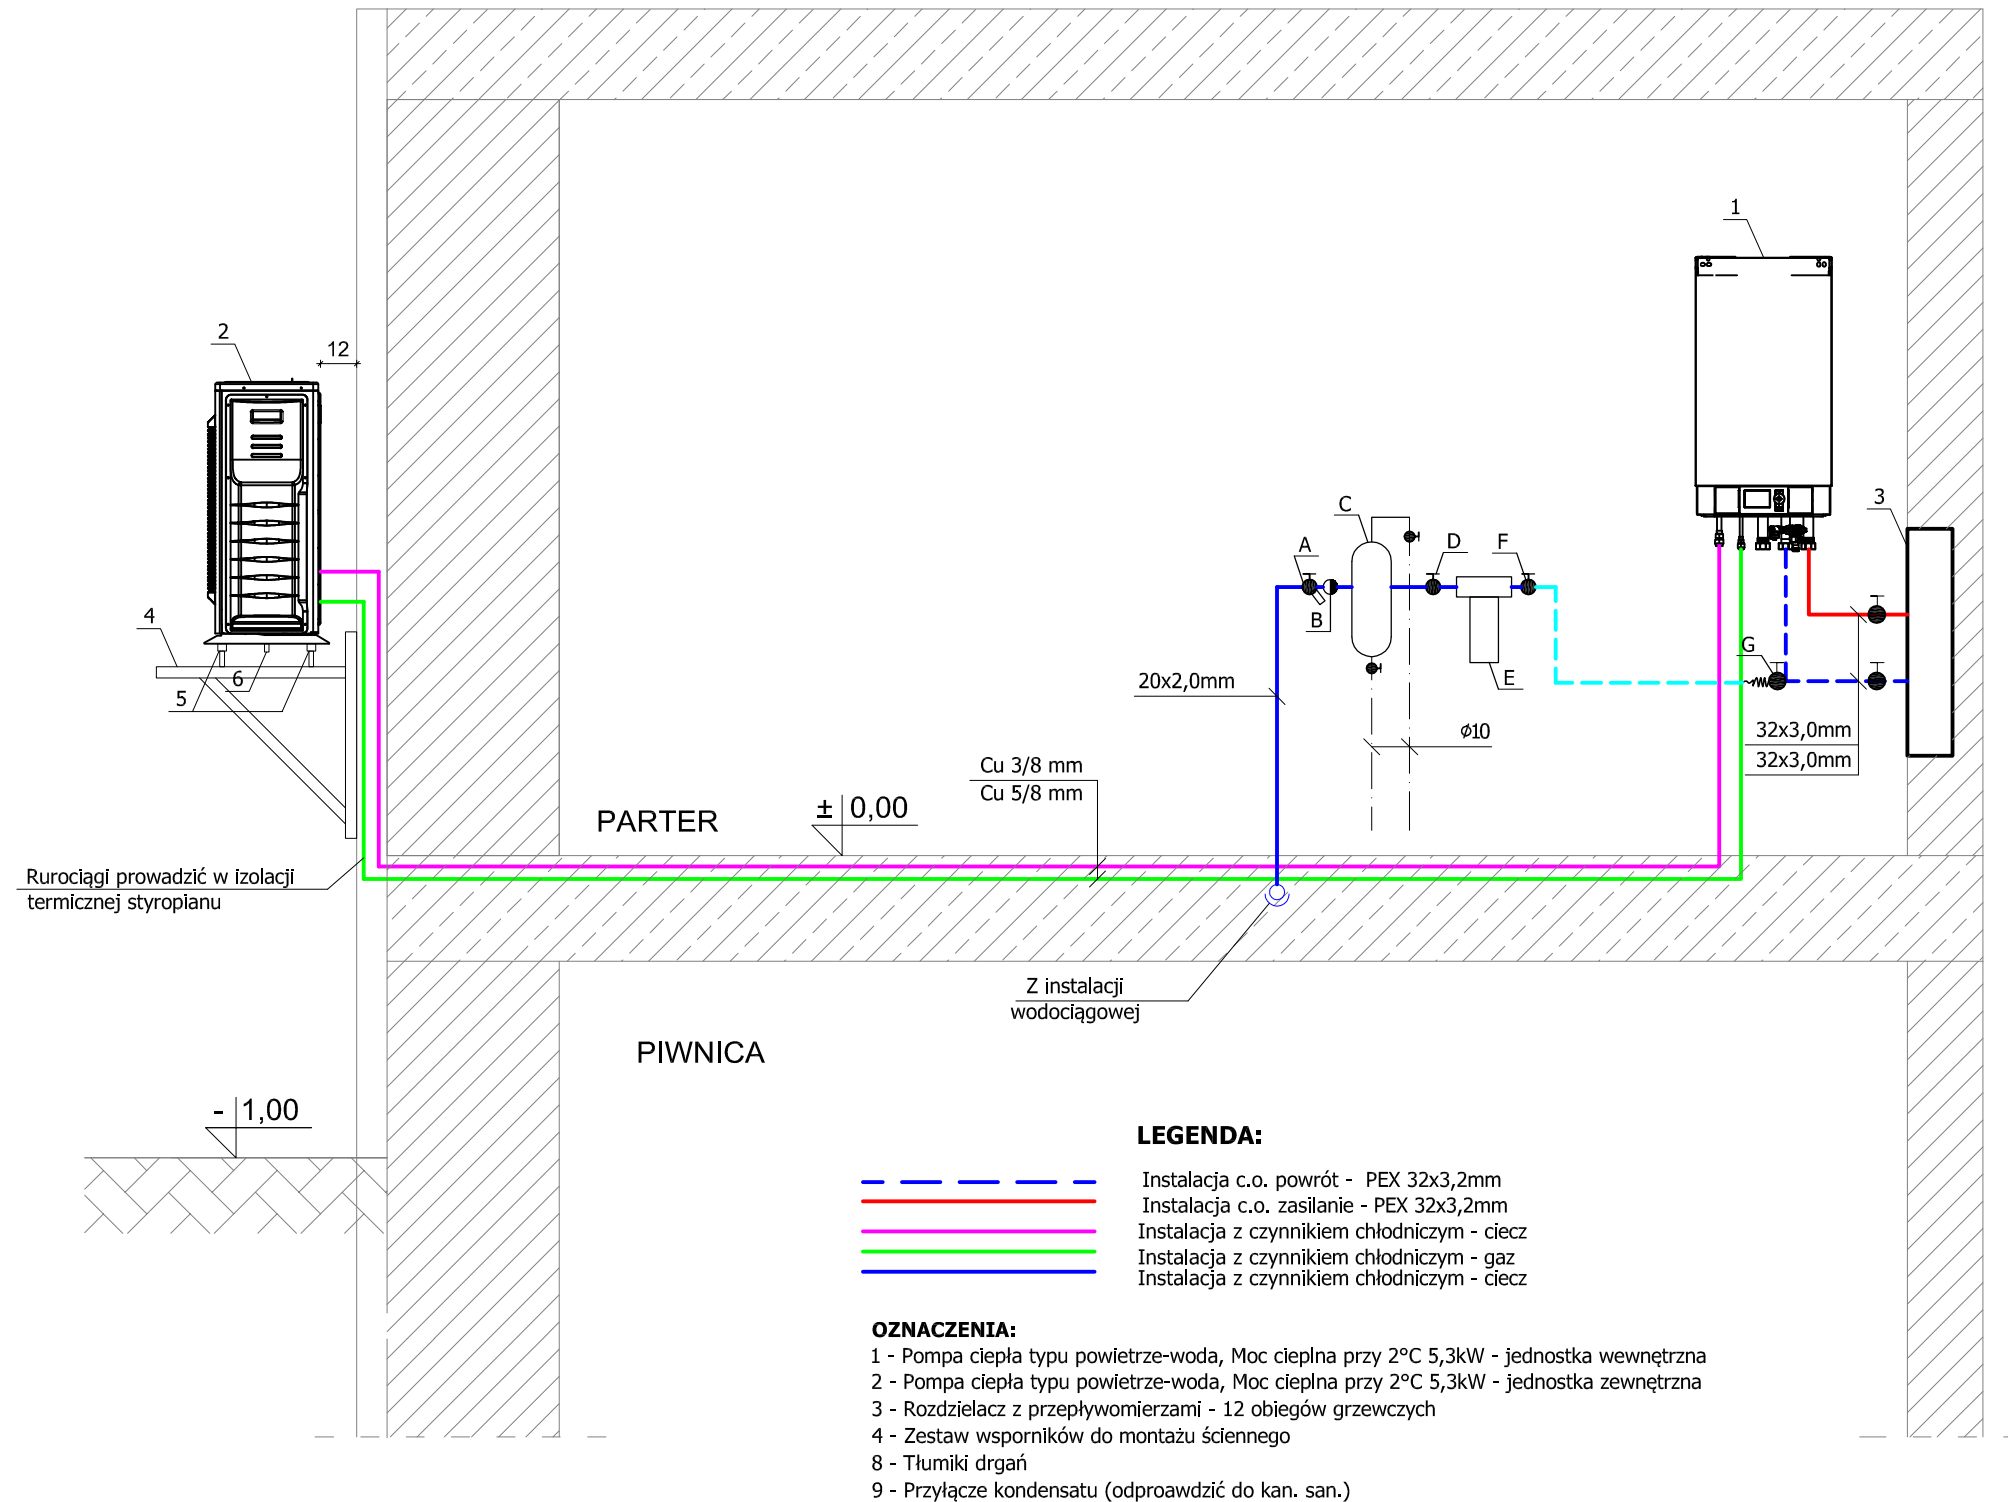 1
2
12
3
C
A
D
F
4
B
G
6
E
5
20x2,0mm
ϕ10
32x3,0mm
32x3,0mm
Cu 3/8 mm
Cu 5/8 mm
PARTER
± 0,00
Rurociągi prowadzić w izolacji
termicznej styropianu
Z instalacji
wodociągowej
PIWNICA
- 1,00
LEGENDA:
Instalacja c.o. powrót - PEX 32x3,2mm
Instalacja c.o. zasilanie - PEX 32x3,2mm
Instalacja z czynnikiem chłodniczym - ciecz
Instalacja z czynnikiem chłodniczym - gaz
Instalacja z czynnikiem chłodniczym - ciecz
OZNACZENIA:
1 - Pompa ciepła typu powietrze-woda, Moc cieplna przy 2°C 5,3kW - jednostka wewnętrzna
2 - Pompa ciepła typu powietrze-woda, Moc cieplna przy 2°C 5,3kW - jednostka zewnętrzna
3 - Rozdzielacz z przepływomierzami - 12 obiegów grzewczych
4 - Zestaw wsporników do montażu ściennego
8 - Tłumiki drgań
9 - Przyłącze kondensatu (odproawdzić do kan. san.)